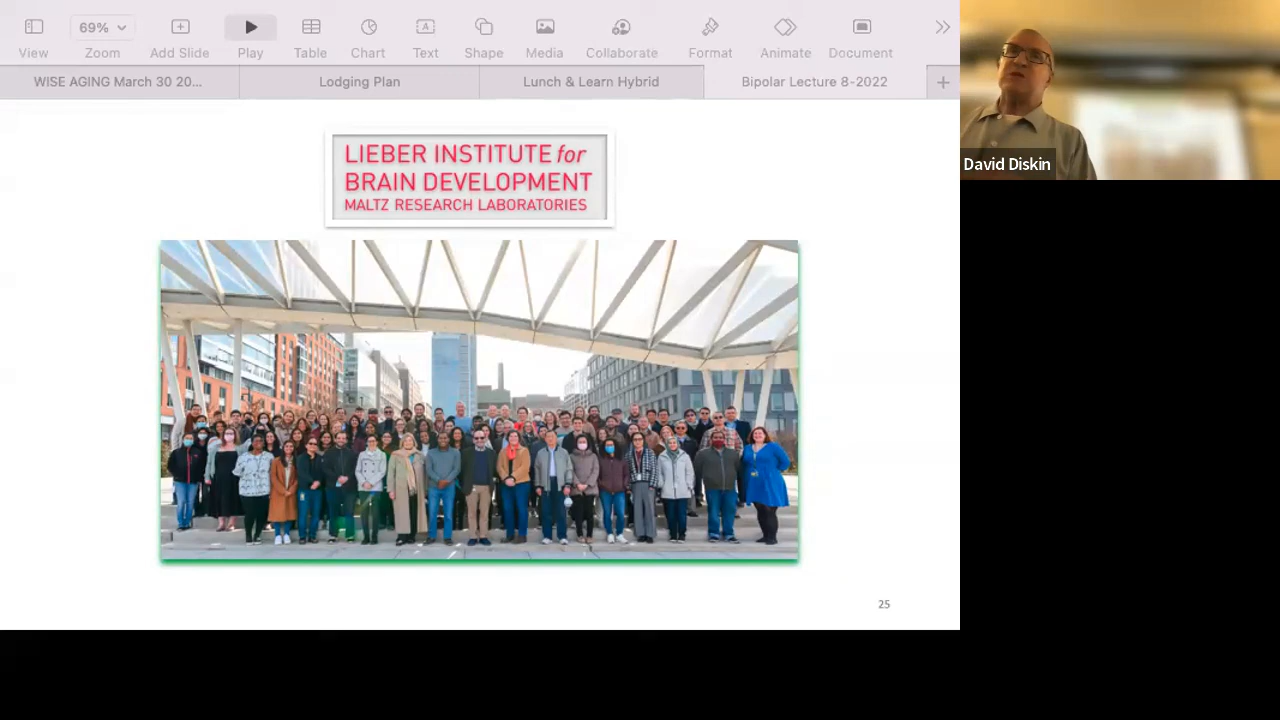 69%
View
Zoom
Add Slide
Play
Table
Chart
Text
Shape
Media
Collaborate
Format
Animate
Document
WISE AGING March 30 20...
Lodging Plan
Lunch & Learn Hybrid
Bipolar Lecture 8-2022
LIEBER INSTITUTE for
BRAIN DEVELOPMENT
MALTZ RESEARCH LABORATORIES
25
David Diskin